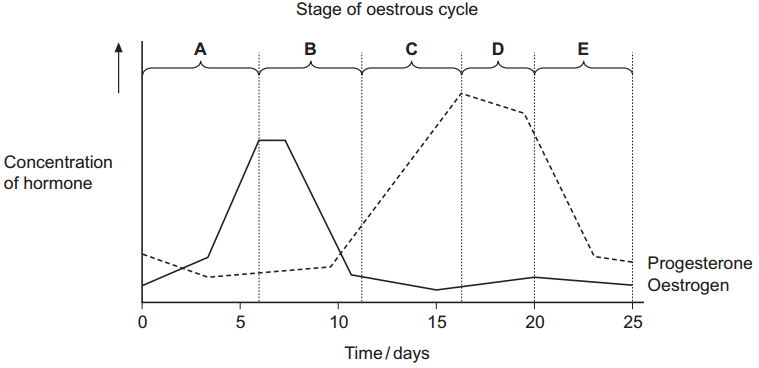 Stage of oestrous cycle
A B C D E
Concentration
of hormone
Progesterone
Oestrogen
0 5 10 15 20 25
Time / days